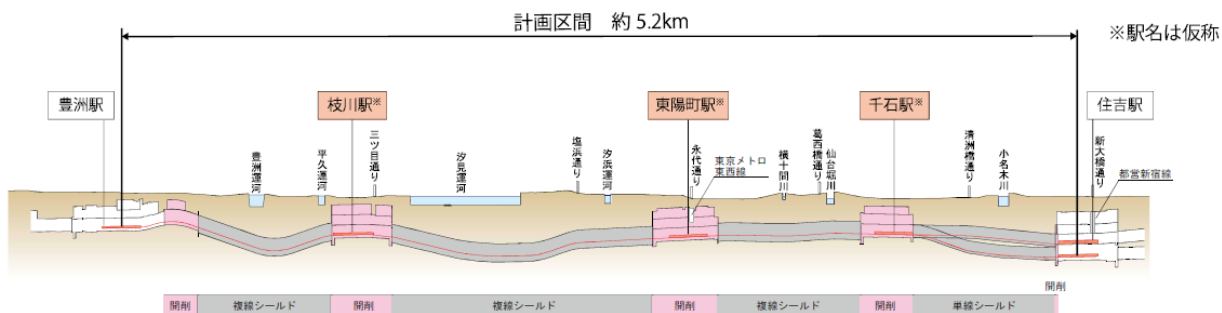 計画区間 約5.2km
※駅名は仮称
豊洲駅
枝川駅※
東陽町駅※
千石駅※
住吉駅
豊洲運河
平久運河
三ツ目通り
汐見運河
塩浜通り
汐浜運河
永代通り
東京メトロ
東西線
横十間川
葛西橋通り
仙台堀川
清洲橋通り
小名木川
新大橋通り
都営新宿線
開削
開削
複線シールド
開削
複線シールド
開削
複線シールド
開削
単線シールド